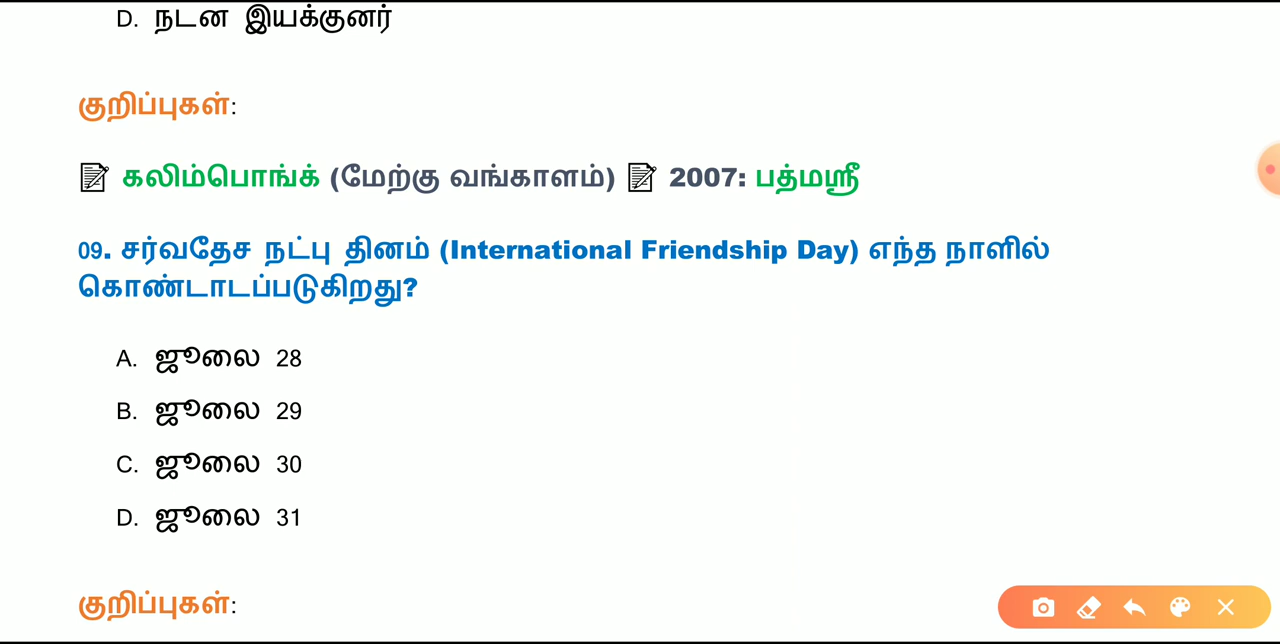 D. நடன இயக்குனர்
குறிப்புகள்:
📝 கலிம்பொங்க் (மேற்கு வங்காளம்) 📝 2007: பத்மஸ்ரீ
09. சர்வதேச நட்பு தினம் (International Friendship Day) எந்த நாளில்
கொண்டாடப்படுகிறது?
A. ஜூலை 28
B. ஜூலை 29
C. ஜூலை 30
D. ஜூலை 31
குறிப்புகள்: